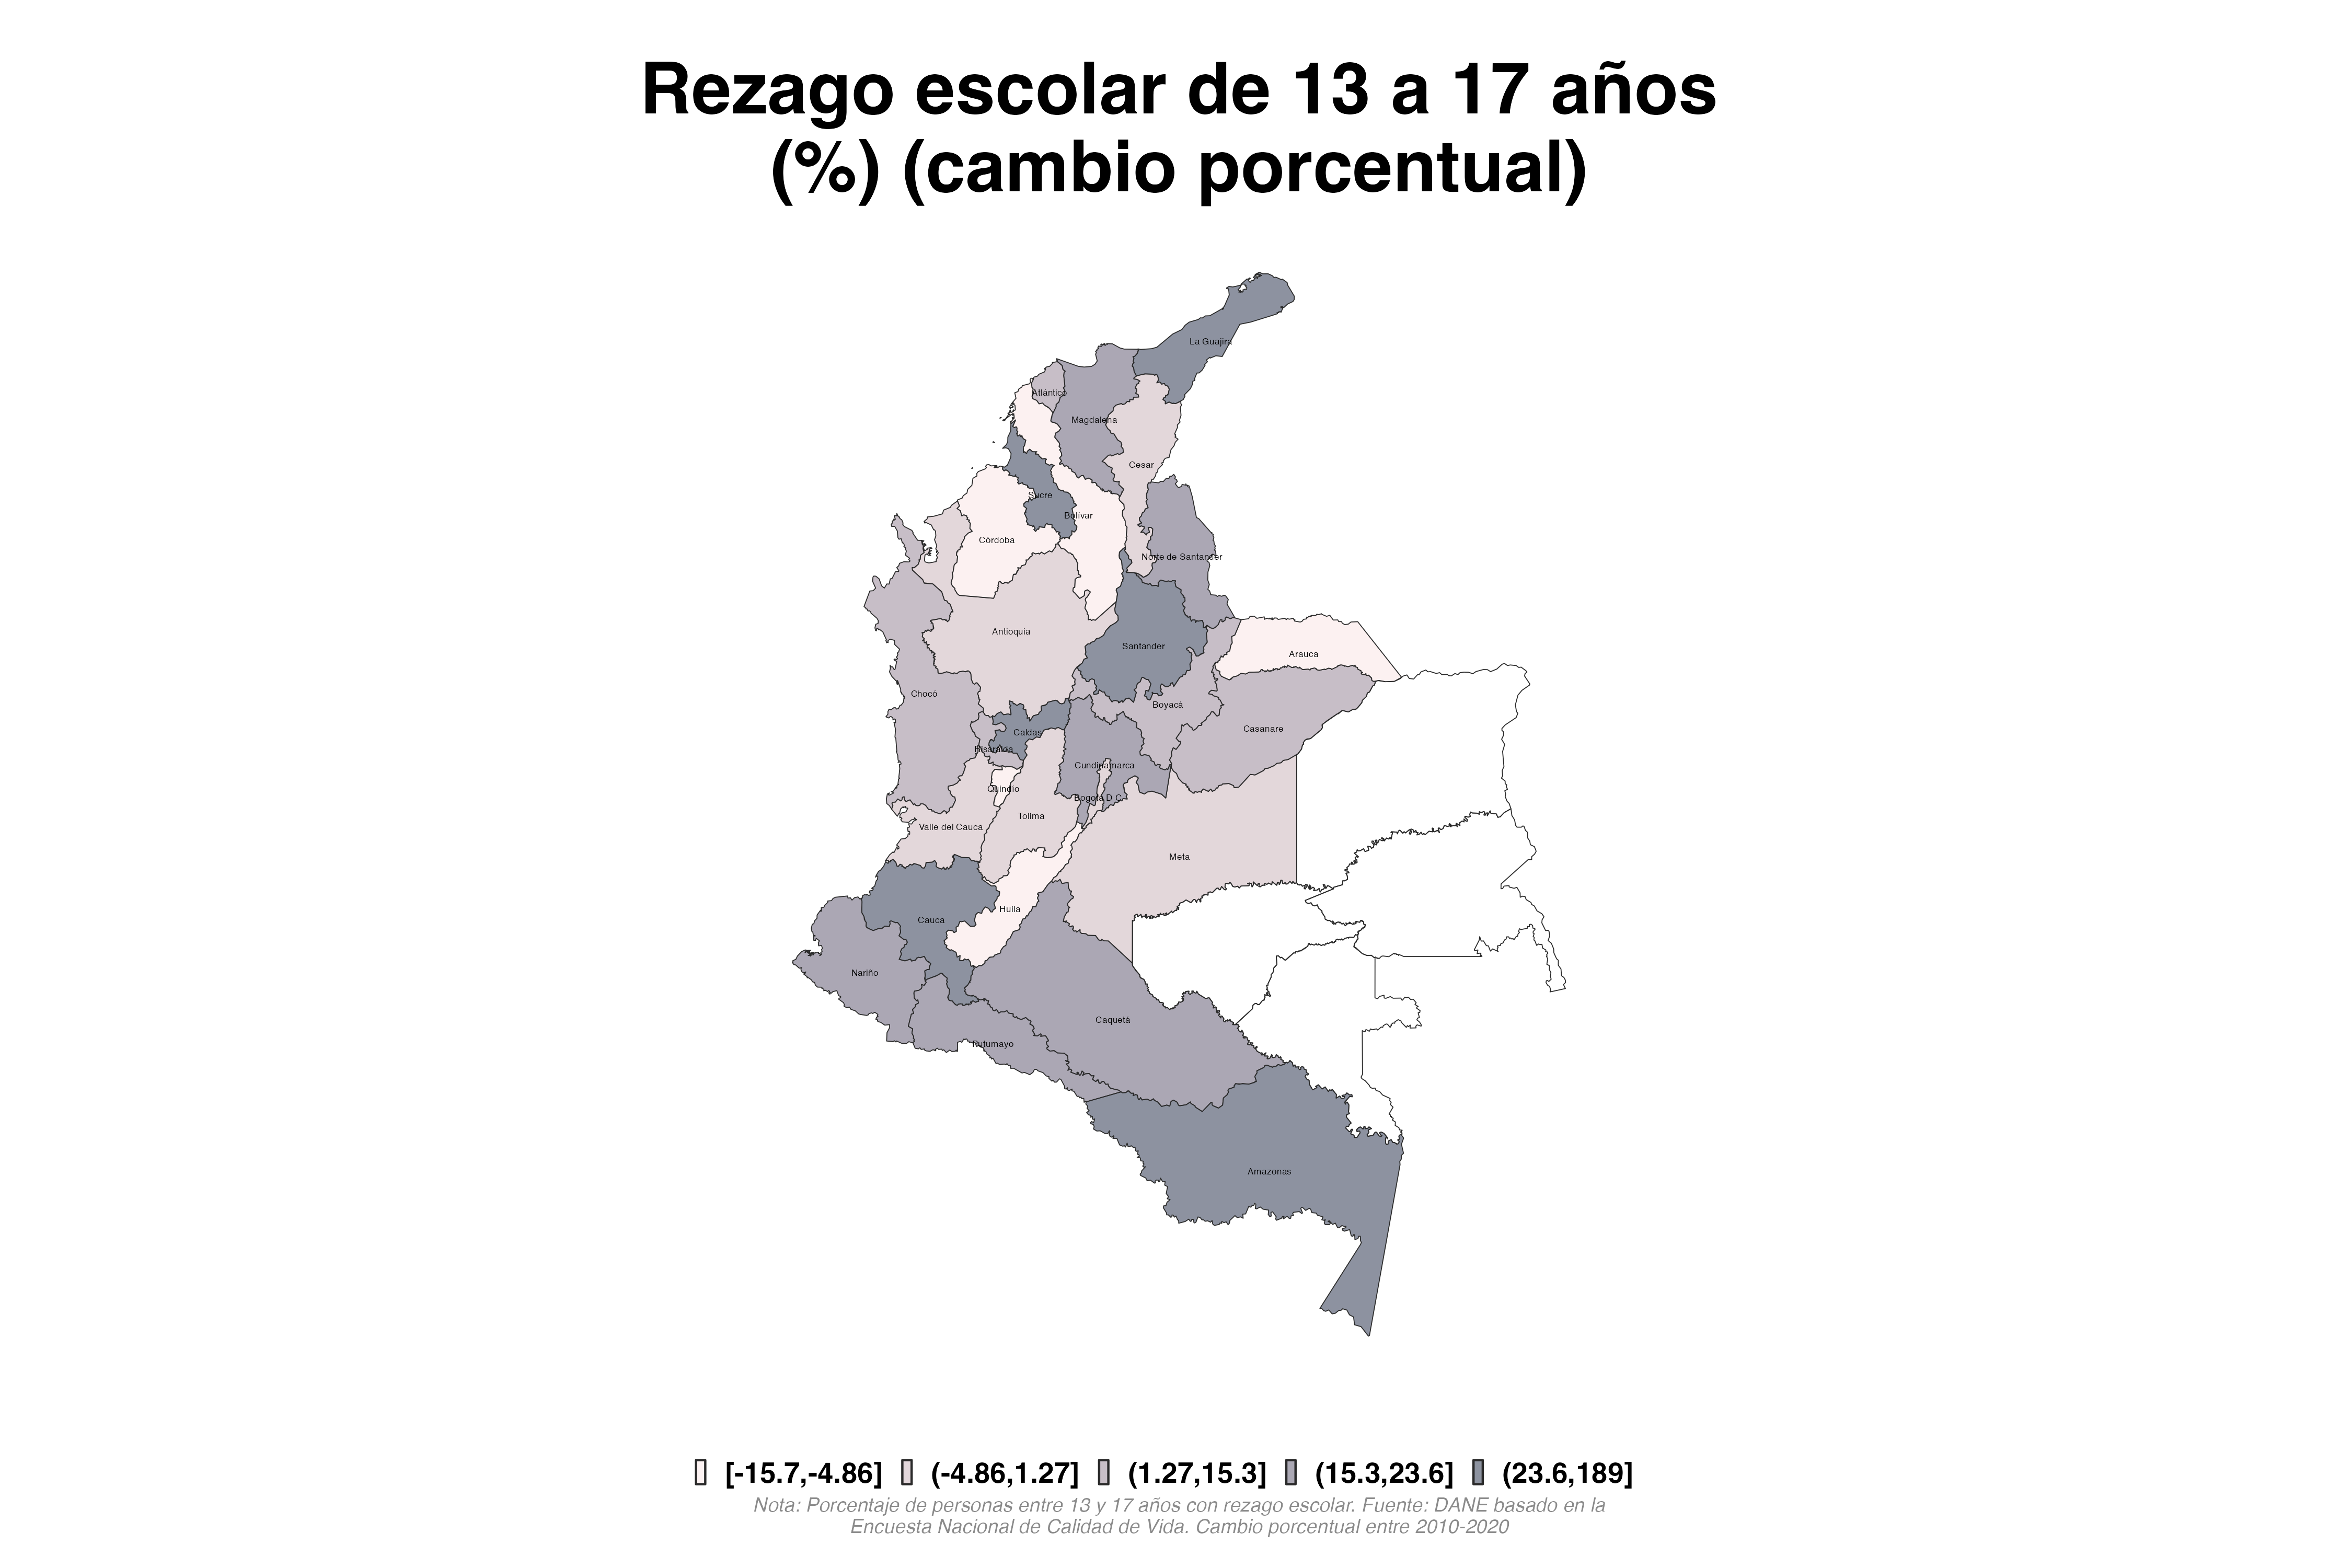 Rezago escolar de 13 a 17 años
(%) (cambio porcentual)
La Guajira
Atlántico
Magdalena
Cesar
Sucre
Bolívar
Córdoba
Norte de Santander
Antioquia
Santander
Arauca
Chocó
Boyacá
Casanare
Caldas
Risaralda
Cundinamarca
Quindío
Bogotá D.C.
Tolima
Valle del Cauca
Meta
Huila
Cauca
Nariño
Caquetá
Putumayo
Amazonas
[-15.7,-4.86] (-4.86,1.27] (1.27,15.3] (15.3,23.6] (23.6,189]
Nota: Porcentaje de personas entre 13 y 17 años con rezago escolar. Fuente: DANE basado en la
Encuesta Nacional de Calidad de Vida. Cambio porcentual entre 2010-2020